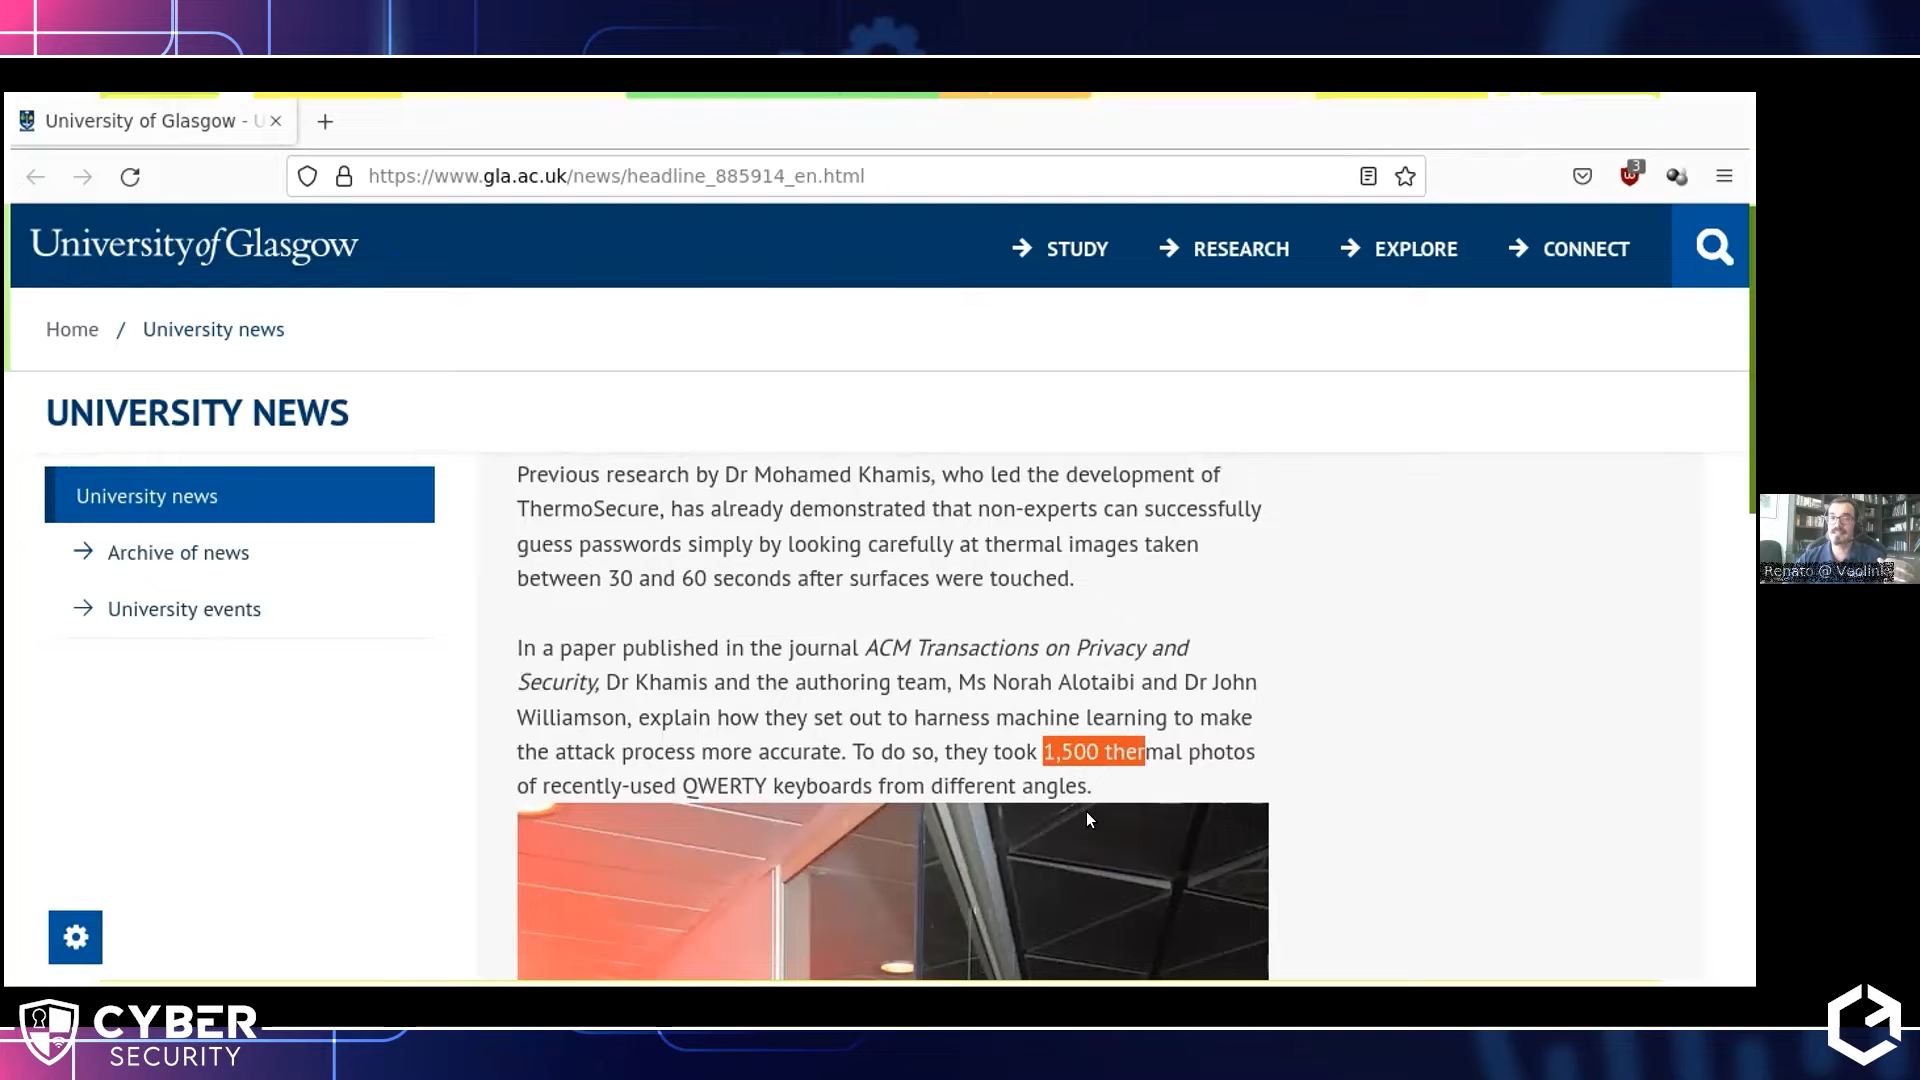 University of Glasgow - U
https://www.gla.ac.uk/news/headline_885914_en.html
3
University of Glasgow
STUDY
RESEARCH
EXPLORE
CONNECT
Home / University news
UNIVERSITY NEWS
University news
Archive of news
University events
Previous research by Dr Mohamed Khamis, who led the development of
ThermoSecure, has already demonstrated that non-experts can successfully
guess passwords simply by looking carefully at thermal images taken
between 30 and 60 seconds after surfaces were touched.
In a paper published in the journal ACM Transactions on Privacy and
Security, Dr Khamis and the authoring team, Ms Norah Alotaibi and Dr John
Williamson, explain how they set out to harness machine learning to make
the attack process more accurate. To do so, they took 1,500 thermal photos
of recently-used QWERTY keyboards from different angles.
Renato @
CYBER
SECURITY